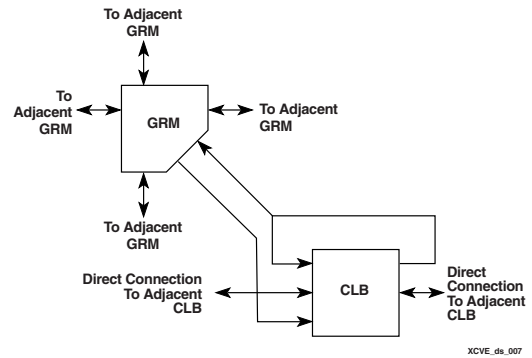 To Adjacent
GRM
To
Adjacent
GRM
GRM
To Adjacent
GRM
To Adjacent
GRM
Direct Connection
To Adjacent
CLB
CLB
Direct
Connection
To Adjacent
CLB
XCVE_ds_007